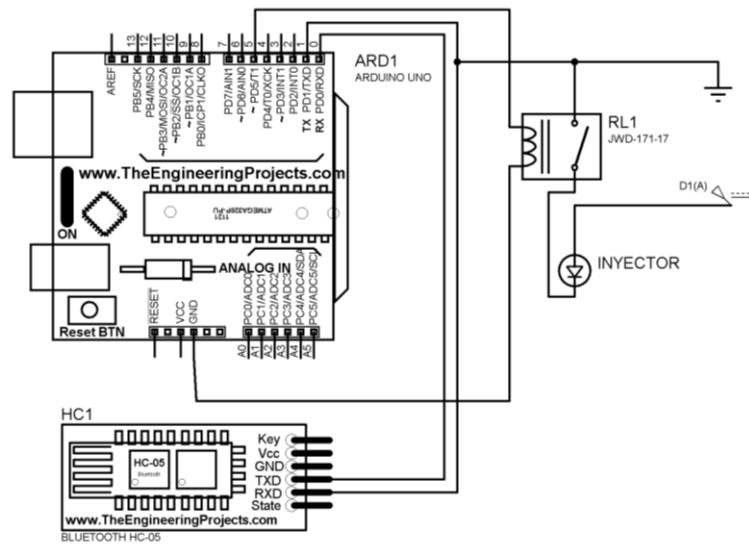 ARD1
ARDUINO UNO
AREF
13
12
11
10
9
8
7
6
5
4
3
2
1
0
PB5/SCK
PB4/MISO
~PB3/MOSI/OC2A
~PB2/SS/OC1B
~PB1/OC1A
PB0/ICP1/CLKO
PD7/AIN1
~PD6/AIN0
~PD5/T1
PD4/T0/XCK
~PD3/INT1
PD2/INT0
PD1/TXD
PD0/RXD
TX
RX
www.TheEngineeringProjects.com
1121
ATMEGA328P-PU
ON
ANALOG IN
Reset BTN
RESET
VCC
GND
PC0/ADC0
PC1/ADC1
PC2/ADC2
PC3/ADC3
PC4/ADC4/SDA
PC5/ADC5/SCL
A0
A1
A2
A3
A4
A5
RL1
JWD-171-17
D1(A)
INYECTOR
HC1
HC-05
Bluetooth
Key
Vcc
GND
TXD
RXD
State
www.TheEngineeringProjects.com
BLUETOOTH HC-05